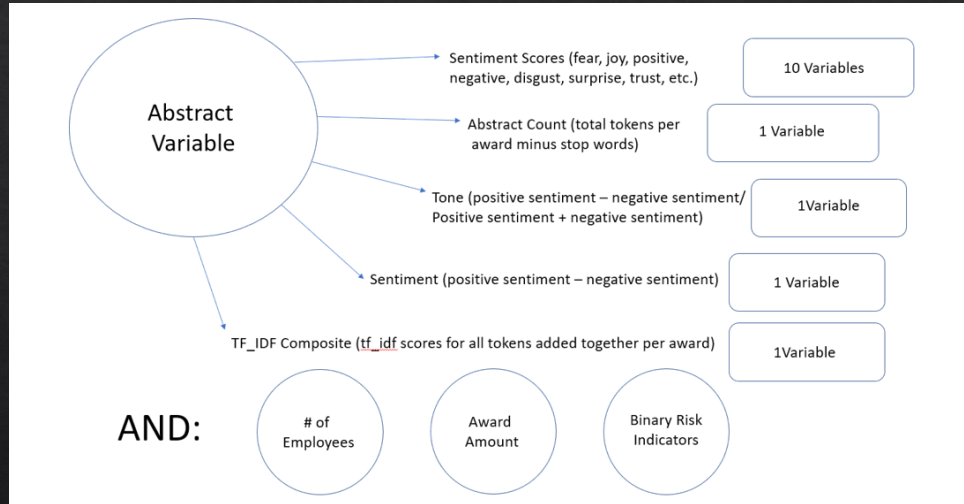 Abstract
Variable
Sentiment Scores (fear, joy, positive,
negative, disgust, surprise, trust, etc.)
10 Variables
Abstract Count (total tokens per
award minus stop words)
1 Variable
Tone (positive sentiment – negative sentiment/
Positive sentiment + negative sentiment)
1Variable
Sentiment (positive sentiment – negative sentiment)
1 Variable
TF_IDF Composite (tf_idf scores for all tokens added together per award)
1Variable
AND:
# of
Employees
Award
Amount
Binary Risk
Indicators